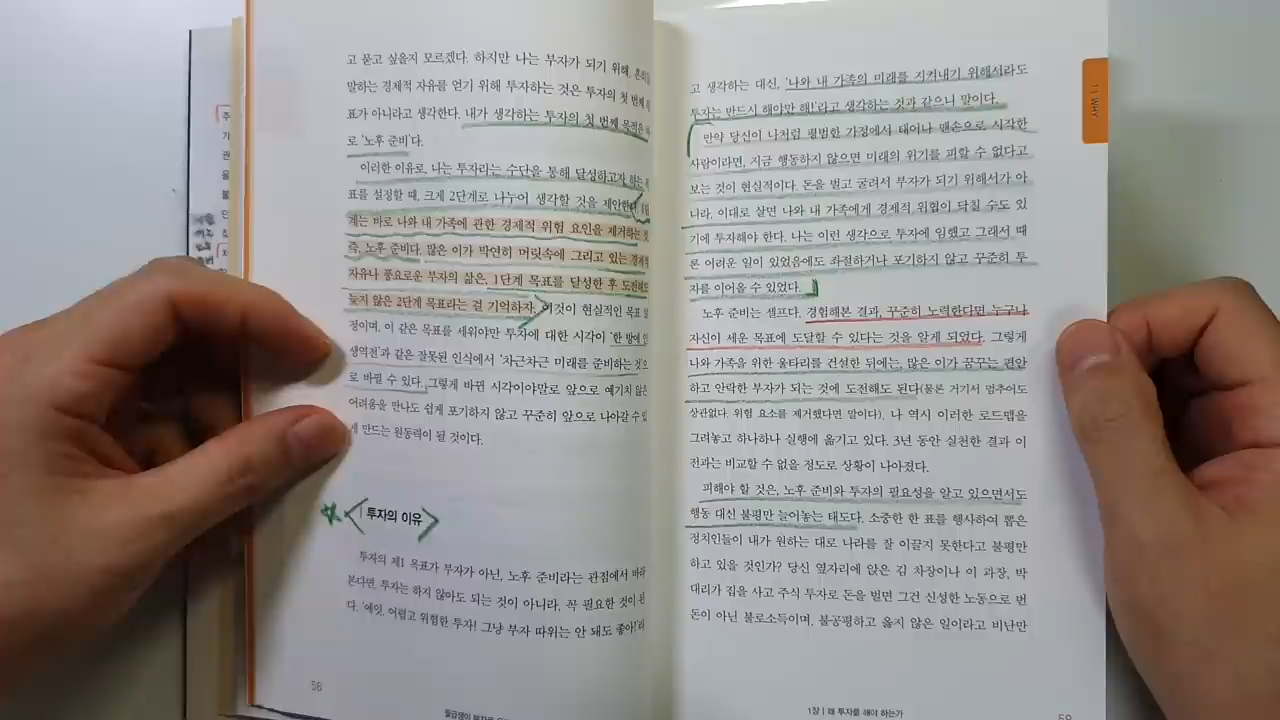 고 묻고 싶을지 모르겠다. 하지만 나는 부자가 되기 위해, 흔히들
말하는 경제적 자유를 얻기 위해 투자하는 것은 투자의 첫 번째
표가 아니라고 생각한다. 내가 생각하는 투자의 첫 번째 목적은
로 '노후 준비'다.
이러한 이유로, 나는 투자라는 수단을 통해 달성하고자 하는
표를 설정할 때, 크게 2단계로 나누어 생각할 것을 제안한다.
계는 바로 나와 내 가족에 관한 경제적 위험 요인을 제거하는
즉, 노후 준비다. 많은 이가 막연히 머릿속에 그리고 있는
자유나 풍요로운 부자의 삶은, 1단계 목표를 달성한 후 도전해도
늦지 않은 2단계 목표라는 걸 기억하자. 이것이 현실적인 목표
정이며, 이 같은 목표를 세워야만 투자에 대한 시각이 '한 방에
생역전'과 같은 잘못된 인식에서 '차근차근 미래를 준비하는 것'으
로 바뀔 수 있다. 그렇게 바뀐 시각이야말로 앞으로 예기치 않은
어려움을 만나도 쉽게 포기하지 않고 꾸준히 앞으로 나아갈 수 있
게 만드는 원동력이 될 것이다.
투자의 이유
투자의 제1 목표가 부자가 아닌, 노후 준비라는 관점에서 바라
본다면, 투자는 하지 않아도 되는 것이 아니라, 꼭 필요한 것이 된
다. '에잇, 어렵고 위험한 투자! 그냥 부자 따위는 안 돼도 좋아!'라
58
고 생각하는 대신, '나와 내 가족의 미래를 지켜내기 위해서라도
투자는 반드시 해야만 해!'라고 생각하는 것과 같으니 말이다.
만약 당신이 나처럼 평범한 가정에서 태어나 맨손으로 시작한
사람이라면, 지금 행동하지 않으면 미래의 위기를 피할 수 없다고
보는 것이 현실적이다. 돈을 벌고 굴려서 부자가 되기 위해서가 아
니라, 이대로 살면 나와 내 가족에게 경제적 위협이 닥칠 수도 있
기에 투자해야 한다. 나는 이런 생각으로 투자에 임했고 그래서 때
론 어려운 일이 있었음에도 좌절하거나 포기하지 않고 꾸준히 투
자를 이어올 수 있었다.
노후 준비는 셀프다. 경험해본 결과, 꾸준히 노력한다면 누구나
자신이 세운 목표에 도달할 수 있다는 것을 알게 되었다. 그렇게
나와 가족을 위한 울타리를 건설한 뒤에는, 많은 이가 꿈꾸는 편안
하고 안락한 부자가 되는 것에 도전해도 된다(물론 거기서 멈추어도
상관없다. 위험 요소를 제거했다면 말이다). 나 역시 이러한 로드맵을
그려놓고 하나하나 실행에 옮기고 있다. 3년 동안 실천한 결과 이
전과는 비교할 수 없을 정도로 상황이 나아졌다.
피해야 할 것은, 노후 준비와 투자의 필요성을 알고 있으면서도
행동 대신 불평만 늘어놓는 태도다. 소중한 한 표를 행사하여 뽑은
정치인들이 내가 원하는 대로 나라를 잘 이끌지 못한다고 불평만
하고 있을 것인가? 당신 옆자리에 앉은 김 차장이나 이 과장, 박
대리가 집을 사고 주식 투자로 돈을 벌면 그건 신성한 노동으로 번
돈이 아닌 불로소득이며, 불공평하고 옳지 않은 일이라고 비난만
1장 | 왜 투자를 해야 하는가
59
1 | WHY